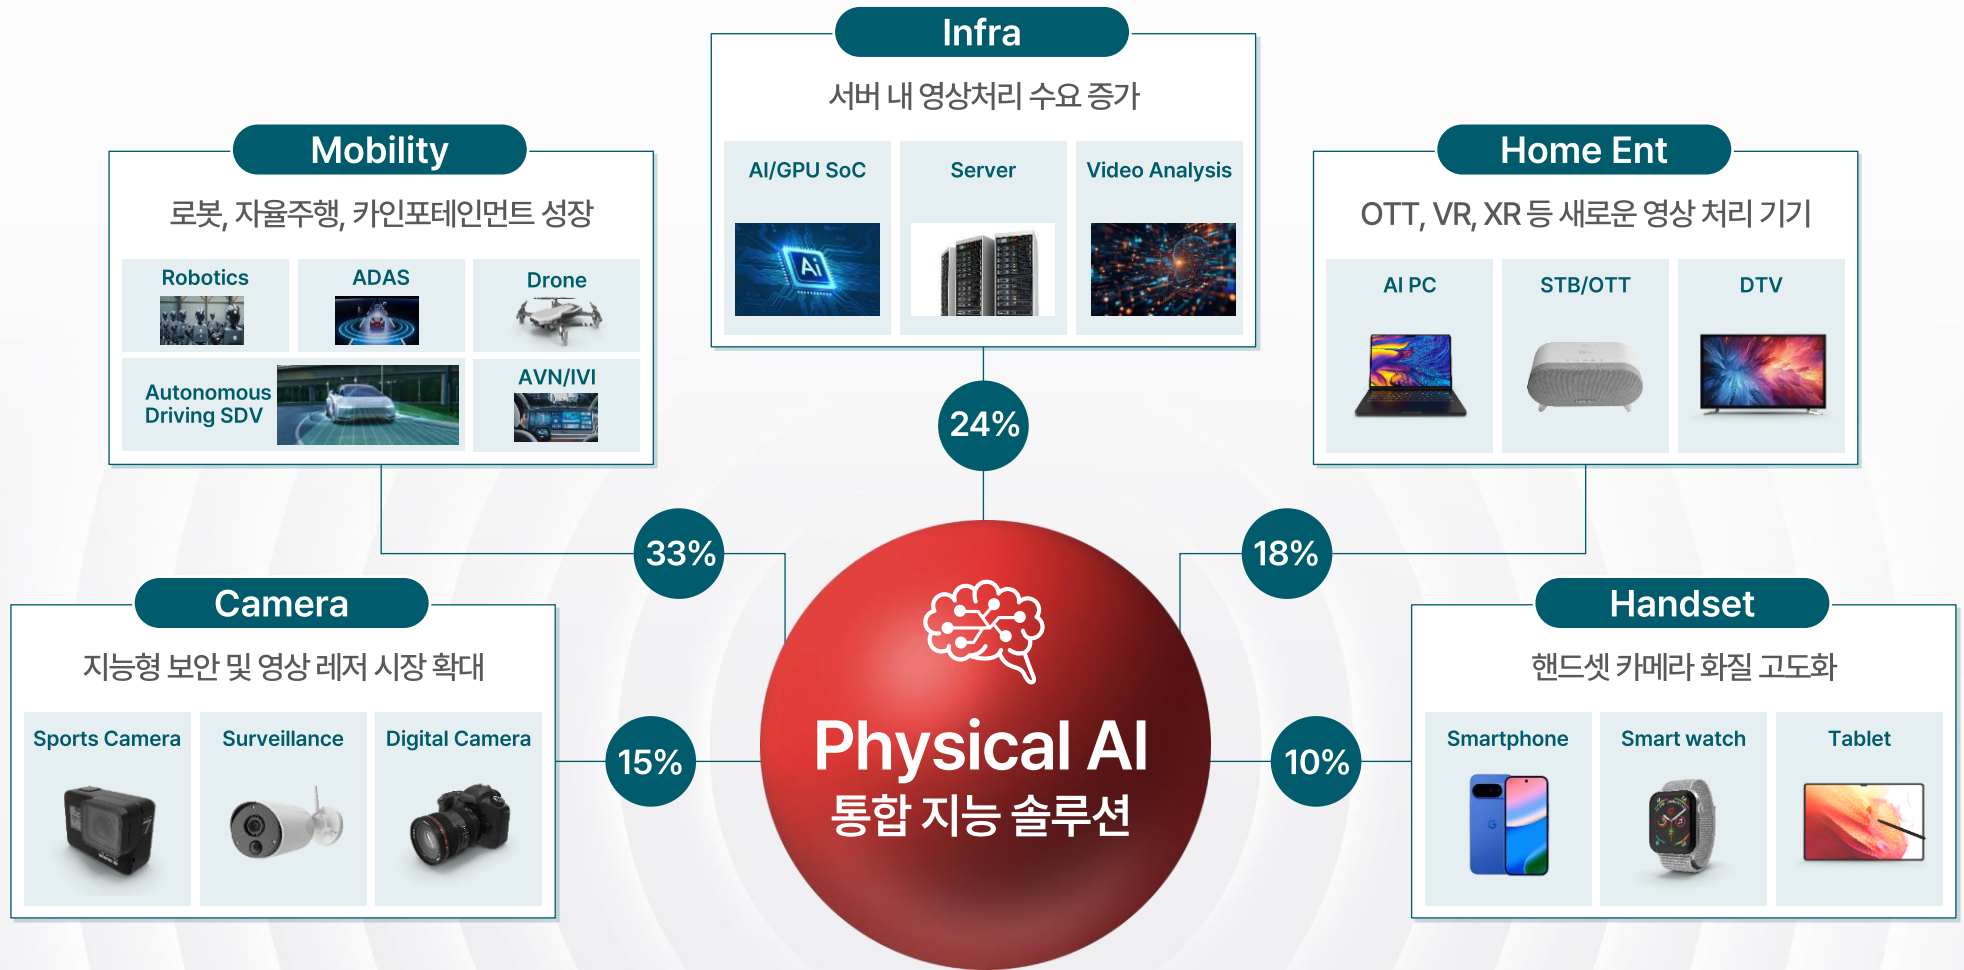 Infra
서버 내 영상처리 수요 증가
AI/GPU SoC
Server
Video Analysis
Ai
24%
Mobility
로봇, 자율주행, 카인포테인먼트 성장
Robotics
ADAS
Drone
Autonomous
Driving SDV
AVN/IVI
33%
Home Ent
OTT, VR, XR 등 새로운 영상 처리 기기
AI PC
STB/OTT
DTV
18%
Camera
지능형 보안 및 영상 레저 시장 확대
Sports Camera
Surveillance
Digital Camera
15%
Handset
핸드셋 카메라 화질 고도화
Smartphone
Smart watch
Tablet
10%
Physical AI
통합 지능 솔루션